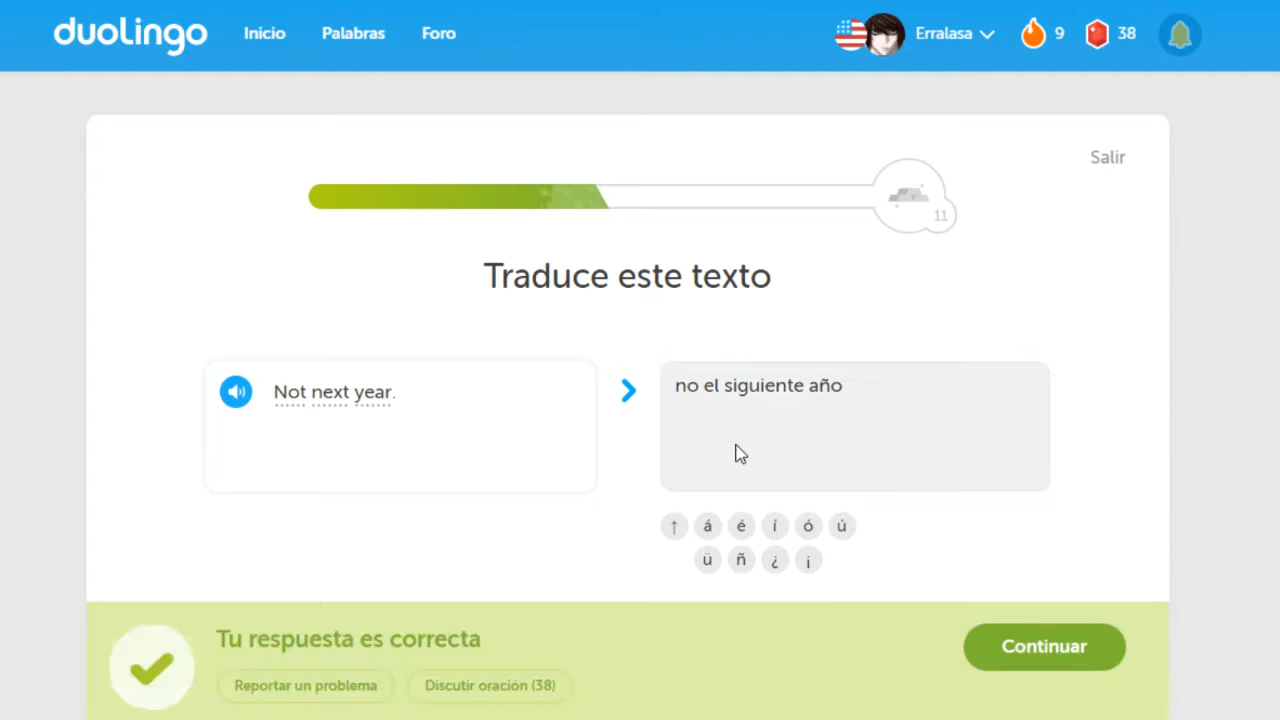 duolingo Inicio Palabras Foro Erralasa 9 38
Salir
11
Traduce este texto
Not next year.
no el siguiente año
↑ á é í ó ú
ü ñ ¿ ¡
Tu respuesta es correcta
Continuar
Reportar un problema Discutir oración (38)